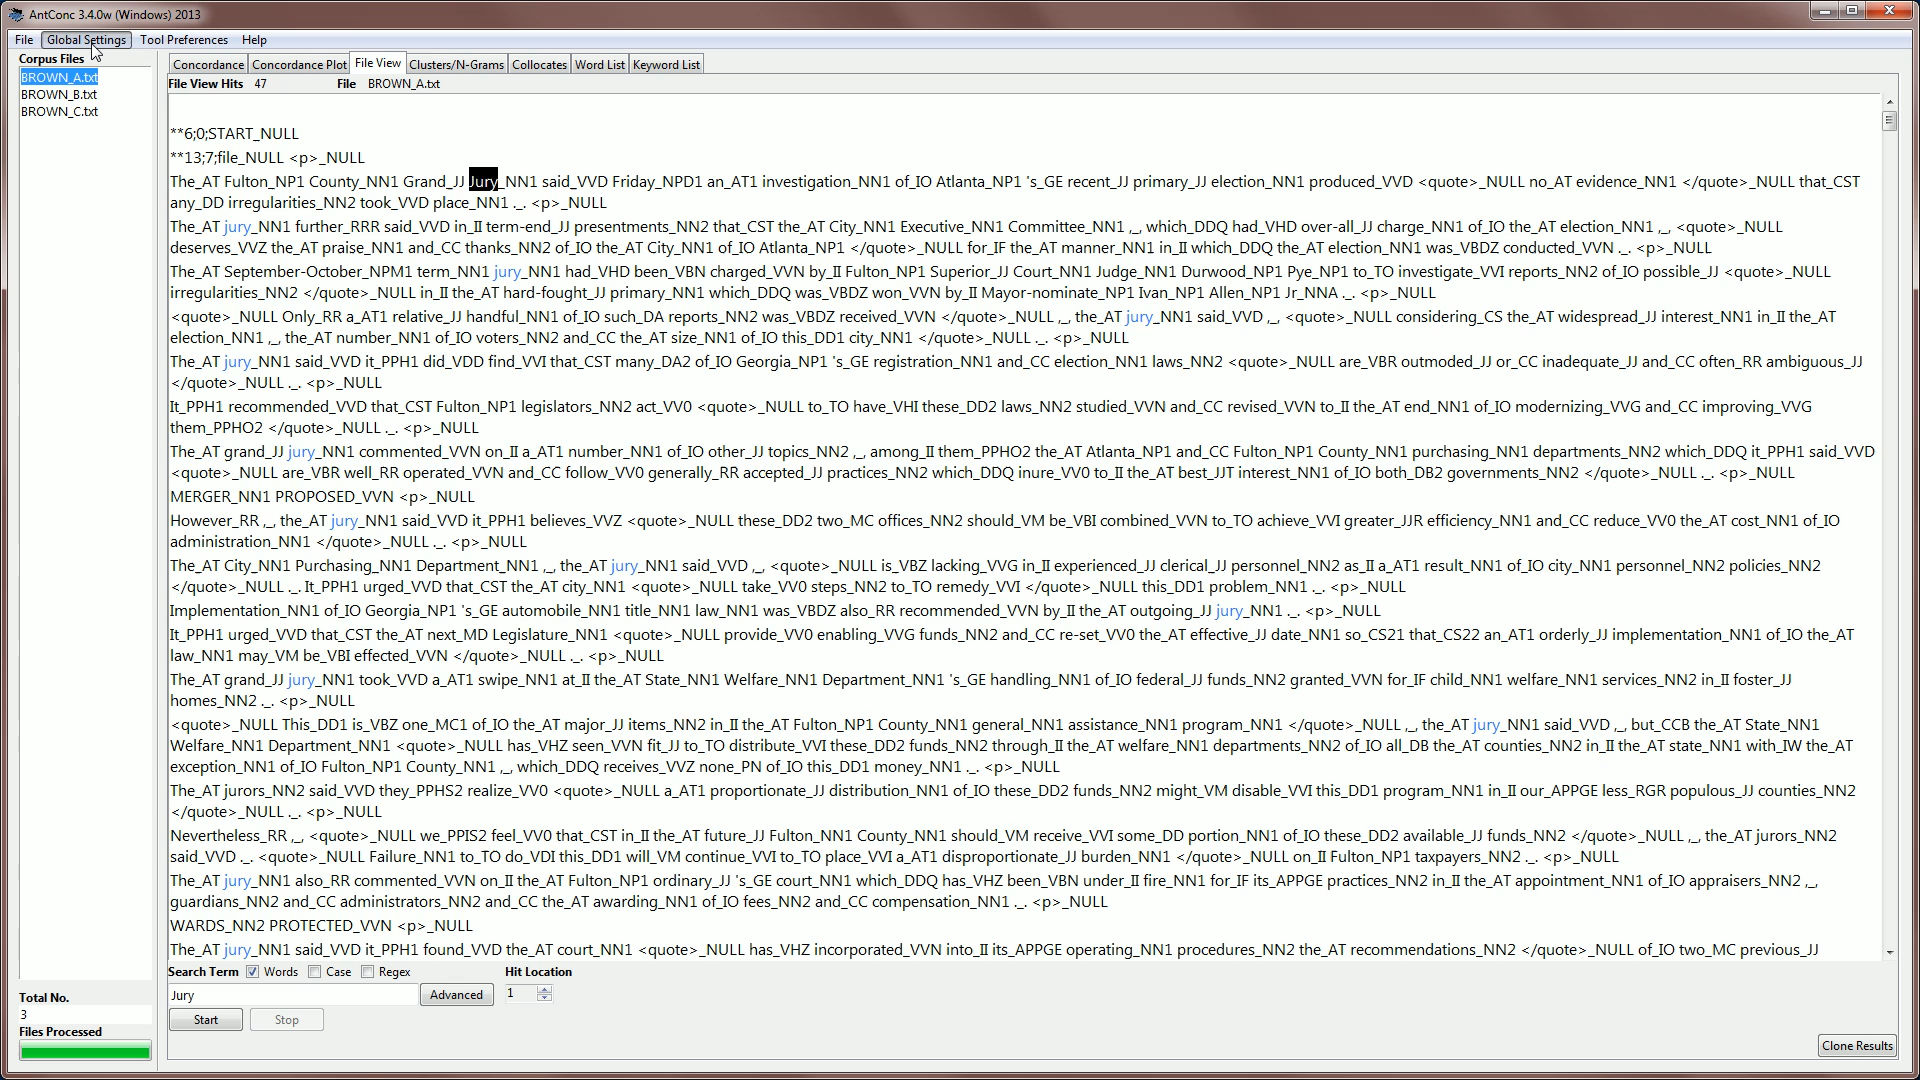 AntConc 3.4.0w (Windows) 2013
File Global Settings Tool Preferences Help
Corpus Files
BROWN_A.txt
BROWN_B.txt
BROWN_C.txt
Concordance Concordance Plot File View Clusters/N-Grams Collocates Word List Keyword List
File View Hits 47 File BROWN_A.txt
**6;0;START_NULL
**13;7;file_NULL <p>_NULL
The_AT Fulton_NP1 County_NN1 Grand_JJ Jury_NN1 said_VVD Friday_NPD1 an_AT1 investigation_NN1 of_IO Atlanta_NP1 's_GE recent_JJ primary_JJ election_NN1 produced_VVD <quote>_NULL no_AT evidence_NN1 </quote>_NULL that_CST
any_DD irregularities_NN2 took_VVD place_NN1 ._. <p>_NULL
The_AT jury_NN1 further_RRR said_VVD in_II term-end_JJ presentments_NN2 that_CST the_AT City_NN1 Executive_NN1 Committee_NN1 ,_, which_DDQ had_VHD over-all_JJ charge_NN1 of_IO the_AT election_NN1 ,_, <quote>_NULL
deserves_VVZ the_AT praise_NN1 and_CC thanks_NN2 of_IO the_AT City_NN1 of_IO Atlanta_NP1 </quote>_NULL for_IF the_AT manner_NN1 in_II which_DDQ the_AT election_NN1 was_VBDZ conducted_VVN ._. <p>_NULL
The_AT September-October_NPM1 term_NN1 jury_NN1 had_VHD been_VBN charged_VVN by_II Fulton_NP1 Superior_JJ Court_NN1 Judge_NN1 Durwood_NP1 Pye_NP1 to_TO investigate_VVI reports_NN2 of_IO possible_JJ <quote>_NULL
irregularities_NN2 </quote>_NULL in_II the_AT hard-fought_JJ primary_NN1 which_DDQ was_VBDZ won_VVN by_II Mayor-nominate_NP1 Ivan_NP1 Allen_NP1 Jr_NNA ._. <p>_NULL
<quote>_NULL Only_RR a_AT1 relative_JJ handful_NN1 of_IO such_DA reports_NN2 was_VBDZ received_VVN </quote>_NULL ,_, the_AT jury_NN1 said_VVD ,_, <quote>_NULL considering_CS the_AT widespread_JJ interest_NN1 in_II the_AT
election_NN1 ,_, the_AT number_NN1 of_IO voters_NN2 and_CC the_AT size_NN1 of_IO this_DD1 city_NN1 </quote>_NULL ._. <p>_NULL
The_AT jury_NN1 said_VVD it_PPH1 did_VDD find_VVI that_CST many_DA2 of_IO Georgia_NP1 's_GE registration_NN1 and_CC election_NN1 laws_NN2 <quote>_NULL are_VBR outmoded_JJ or_CC inadequate_JJ and_CC often_RR ambiguous_JJ
</quote>_NULL ._. <p>_NULL
It_PPH1 recommended_VVD that_CST Fulton_NP1 legislators_NN2 act_VV0 <quote>_NULL to_TO have_VHI these_DD2 laws_NN2 studied_VVN and_CC revised_VVN to_II the_AT end_NN1 of_IO modernizing_VVG and_CC improving_VVG
them_PPHO2 </quote>_NULL ._. <p>_NULL
The_AT grand_JJ jury_NN1 commented_VVN on_II a_AT1 number_NN1 of_IO other_JJ topics_NN2 ,_, among_II them_PPHO2 the_AT Atlanta_NP1 and_CC Fulton_NP1 County_NN1 purchasing_NN1 departments_NN2 which_DDQ it_PPH1 said_VVD
<quote>_NULL are_VBR well_RR operated_VVN and_CC follow_VV0 generally_RR accepted_JJ practices_NN2 which_DDQ inure_VV0 to_II the_AT best_JJT interest_NN1 of_IO both_DB2 governments_NN2 </quote>_NULL ._. <p>_NULL
MERGER_NN1 PROPOSED_VVN <p>_NULL
However_RR ,_, the_AT jury_NN1 said_VVD it_PPH1 believes_VVZ <quote>_NULL these_DD2 two_MC offices_NN2 should_VM be_VBI combined_VVN to_TO achieve_VVI greater_JJR efficiency_NN1 and_CC reduce_VV0 the_AT cost_NN1 of_IO
administration_NN1 </quote>_NULL ._. <p>_NULL
The_AT City_NN1 Purchasing_NN1 Department_NN1 ,_, the_AT jury_NN1 said_VVD ,_, <quote>_NULL is_VBZ lacking_VVG in_II experienced_JJ clerical_JJ personnel_NN2 as_II a_AT1 result_NN1 of_IO city_NN1 personnel_NN2 policies_NN2
</quote>_NULL ._. It_PPH1 urged_VVD that_CST the_AT city_NN1 <quote>_NULL take_VV0 steps_NN2 to_TO remedy_VVI </quote>_NULL this_DD1 problem_NN1 ._. <p>_NULL
Implementation_NN1 of_IO Georgia_NP1 's_GE automobile_NN1 title_NN1 law_NN1 was_VBDZ also_RR recommended_VVN by_II the_AT outgoing_JJ jury_NN1 ._. <p>_NULL
It_PPH1 urged_VVD that_CST the_AT next_MD Legislature_NN1 <quote>_NULL provide_VV0 enabling_VVG funds_NN2 and_CC re-set_VV0 the_AT effective_JJ date_NN1 so_CS21 that_CS22 an_AT1 orderly_JJ implementation_NN1 of_IO the_AT
law_NN1 may_VM be_VBI effected_VVN </quote>_NULL ._. <p>_NULL
The_AT grand_JJ jury_NN1 took_VVD a_AT1 swipe_NN1 at_II the_AT State_NN1 Welfare_NN1 Department_NN1 's_GE handling_NN1 of_IO federal_JJ funds_NN2 granted_VVN for_IF child_NN1 welfare_NN1 services_NN2 in_II foster_JJ
homes_NN2 ._. <p>_NULL
<quote>_NULL This_DD1 is_VBZ one_MC1 of_IO the_AT major_JJ items_NN2 in_II the_AT Fulton_NP1 County_NN1 general_NN1 assistance_NN1 program_NN1 </quote>_NULL ,_, the_AT jury_NN1 said_VVD ,_, but_CCB the_AT State_NN1
Welfare_NN1 Department_NN1 <quote>_NULL has_VHZ seen_VVN fit_JJ to_TO distribute_VVI these_DD2 funds_NN2 through_II the_AT welfare_NN1 departments_NN2 of_IO all_DB the_AT counties_NN2 in_II the_AT state_NN1 with_IW the_AT
exception_NN1 of_IO Fulton_NP1 County_NN1 ,_, which_DDQ receives_VVZ none_PN of_IO this_DD1 money_NN1 ._. <p>_NULL
The_AT jurors_NN2 said_VVD they_PPHS2 realize_VV0 <quote>_NULL a_AT1 proportionate_JJ distribution_NN1 of_IO these_DD2 funds_NN2 might_VM disable_VVI this_DD1 program_NN1 in_II our_APPGE less_RGR populous_JJ counties_NN2
</quote>_NULL ._. <p>_NULL
Nevertheless_RR ,_, <quote>_NULL we_PPIS2 feel_VV0 that_CST in_II the_AT future_JJ Fulton_NN1 County_NN1 should_VM receive_VVI some_DD portion_NN1 of_IO these_DD2 available_JJ funds_NN2 </quote>_NULL ,_, the_AT jurors_NN2
said_VVD ._. <quote>_NULL Failure_NN1 to_TO do_VDI this_DD1 will_VM continue_VVI to_TO place_VVI a_AT1 disproportionate_JJ burden_NN1 </quote>_NULL on_II Fulton_NP1 taxpayers_NN2 ._. <p>_NULL
The_AT jury_NN1 also_RR commented_VVN on_II the_AT Fulton_NP1 ordinary_JJ 's_GE court_NN1 which_DDQ has_VHZ been_VBN under_II fire_NN1 for_IF its_APPGE practices_NN2 in_II the_AT appointment_NN1 of_IO appraisers_NN2 ,_,
guardians_NN2 and_CC administrators_NN2 and_CC the_AT awarding_NN1 of_IO fees_NN2 and_CC compensation_NN1 ._. <p>_NULL
WARDS_NN2 PROTECTED_VVN <p>_NULL
The_AT jury_NN1 said_VVD it_PPH1 found_VVD the_AT court_NN1 <quote>_NULL has_VHZ incorporated_VVN into_II its_APPGE operating_NN1 procedures_NN2 the_AT recommendations_NN2 </quote>_NULL of_IO two_MC previous_JJ
Search Term Words Case Regex Hit Location
Jury Advanced 1
Start Stop
Total No.
3
Files Processed
Clone Results